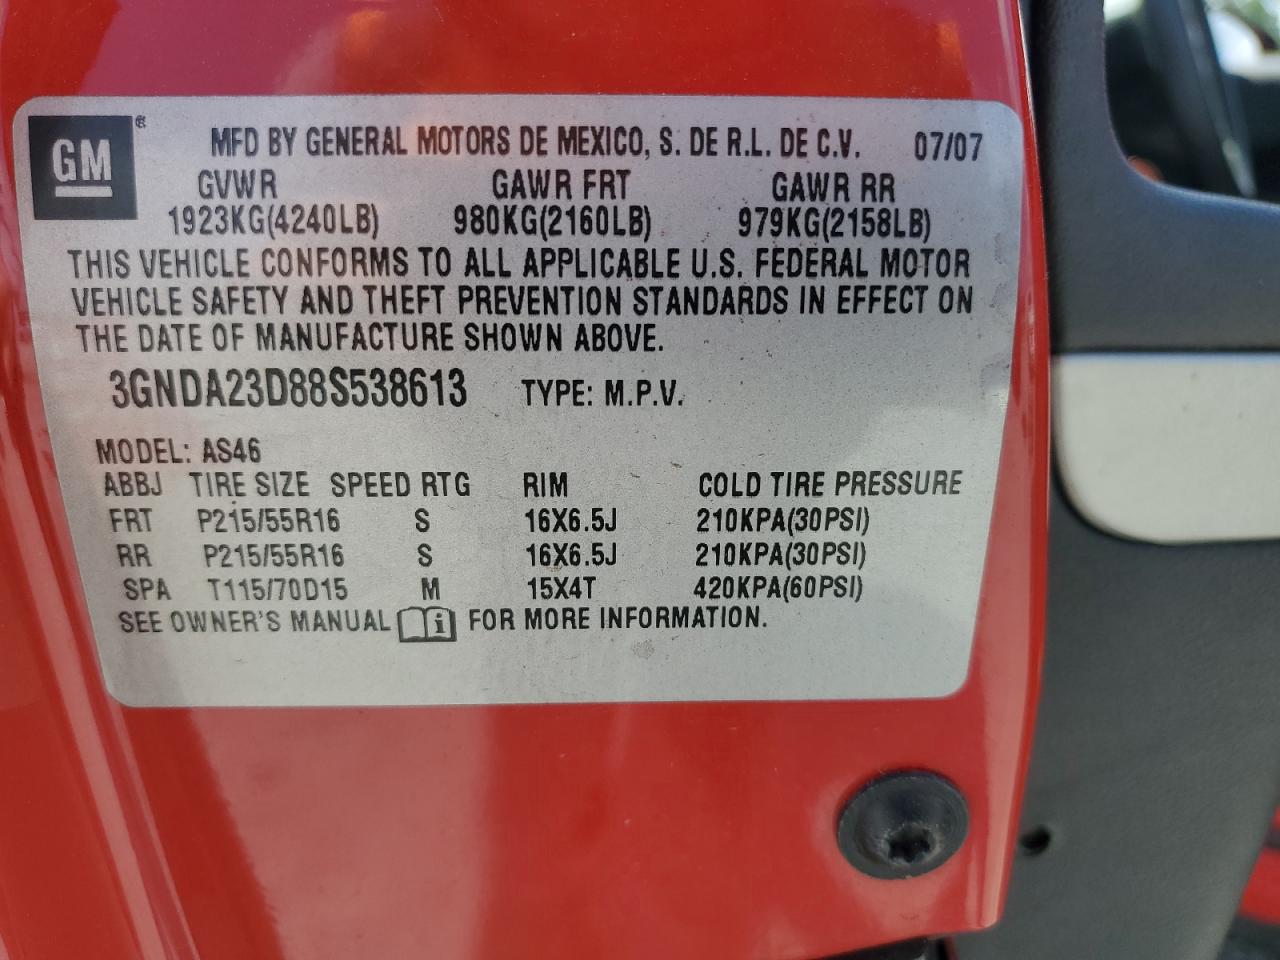 GM ® MFD BY GENERAL MOTORS DE MEXICO, S. DE R.L. DE C.V. 07/07
GVWR GAWR FRT GAWR RR
1923KG(4240LB) 980KG(2160LB) 979KG(2158LB)
THIS VEHICLE CONFORMS TO ALL APPLICABLE U.S. FEDERAL MOTOR
VEHICLE SAFETY AND THEFT PREVENTION STANDARDS IN EFFECT ON
THE DATE OF MANUFACTURE SHOWN ABOVE.
3GNDA23D88S538613 TYPE: M.P.V.
MODEL: AS46
ABBJ TIRE SIZE SPEED RTG RIM COLD TIRE PRESSURE
FRT P215/55R16 S 16X6.5J 210KPA(30PSI)
RR P215/55R16 S 16X6.5J 210KPA(30PSI)
SPA T115/70D15 M 15X4T 420KPA(60PSI)
SEE OWNER'S MANUAL i FOR MORE INFORMATION.